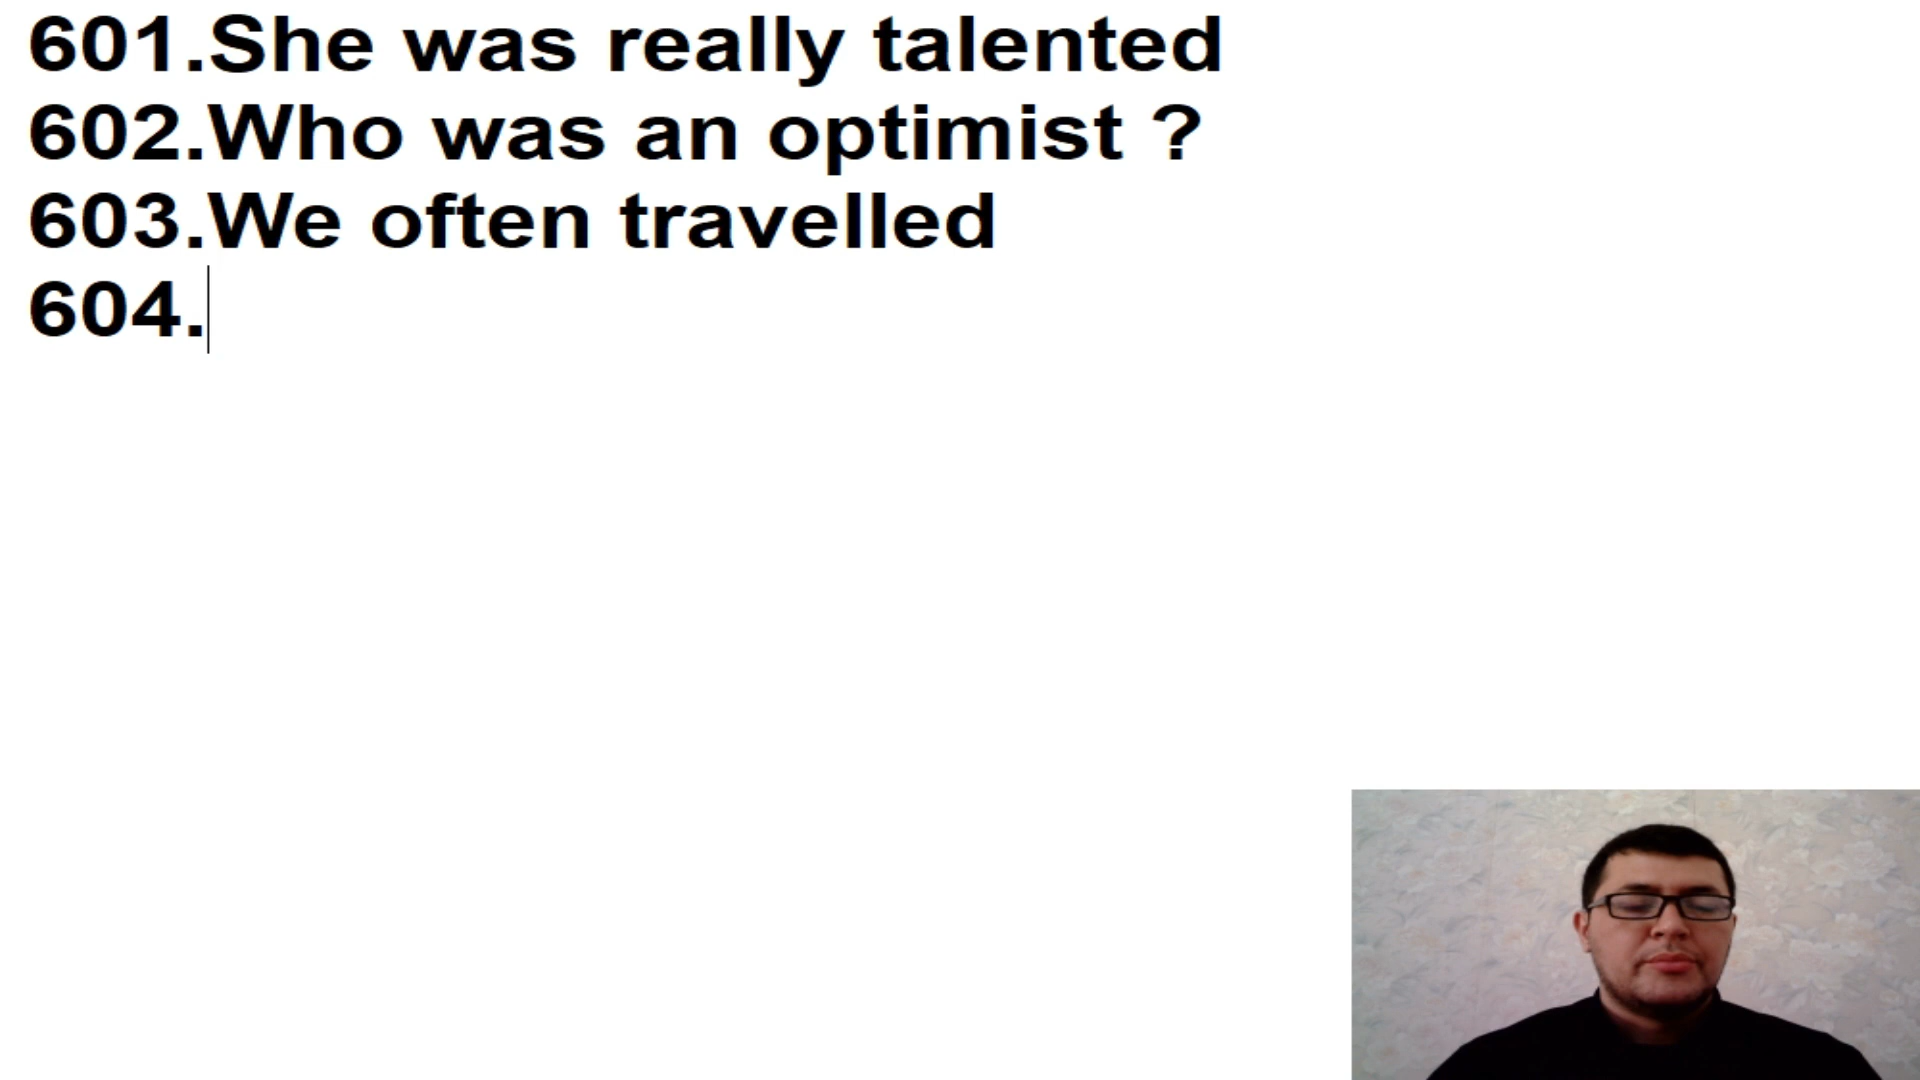 601.She was really talented
602.Who was an optimist ?
603.We often travelled
604.